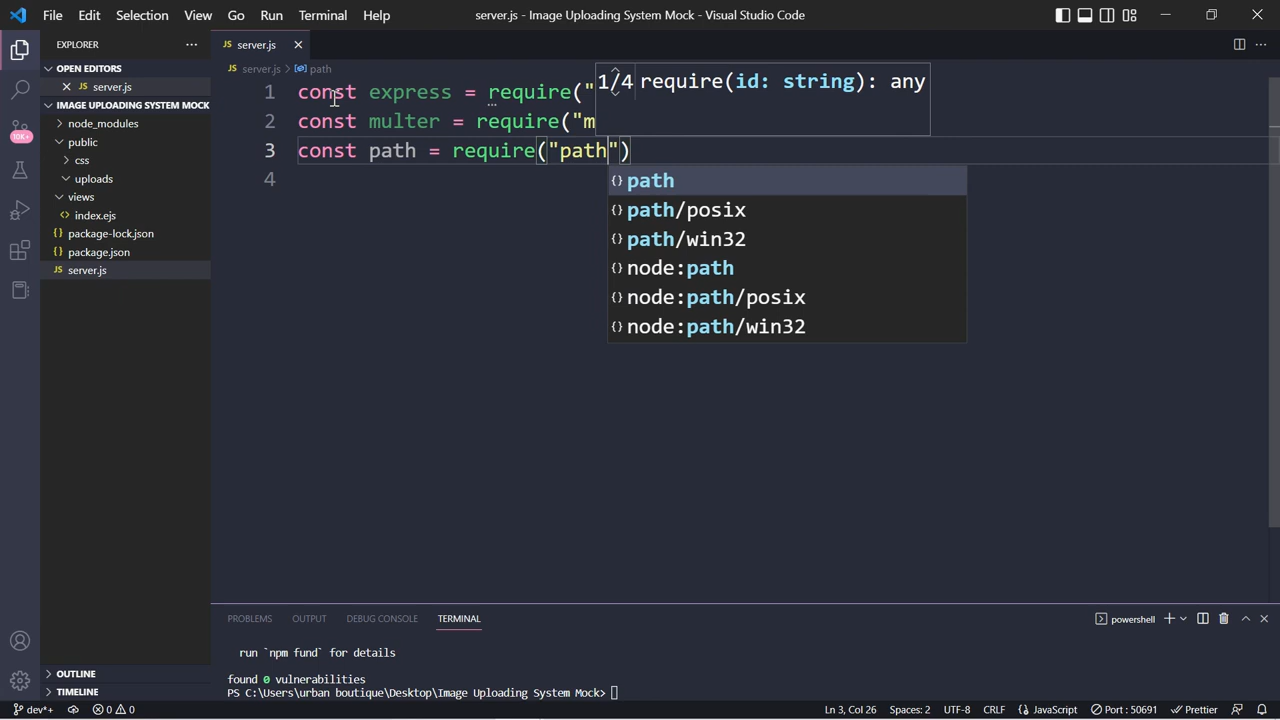 File Edit Selection View Go Run Terminal Help
server.js - Image Uploading System Mock - Visual Studio Code
EXPLORER
OPEN EDITORS
server.js
IMAGE UPLOADING SYSTEM MOCK
node_modules
public
css
uploads
views
index.ejs
package-lock.json
package.json
JS server.js
OUTLINE
TIMELINE
10K+
JS server.js
JS server.js > path
1 const express = require("
2 const multer = require("m
3 const path = require("path")
4
1/4 require(id: string): any
path
path/posix
path/win32
node:path
node:path/posix
node:path/win32
PROBLEMS OUTPUT DEBUG CONSOLE TERMINAL
powershell
run `npm fund` for details
found 0 vulnerabilities
PS C:\Users\urban boutique\Desktop\Image Uploading System Mock>
dev*+ 0 0 Ln 3, Col 26 Spaces: 2 UTF-8 CRLF {} JavaScript Port : 50691 Prettier